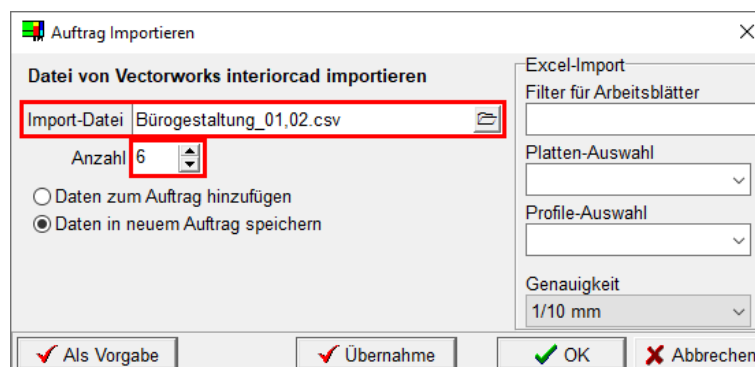 Auftrag Importieren
Datei von Vectorworks interiorcad importieren
Import-Datei Bürogestaltung_01,02.csv
Anzahl 6
Daten zum Auftrag hinzufügen
Daten in neuem Auftrag speichern
Excel-Import
Filter für Arbeitsblätter
Platten-Auswahl
Profile-Auswahl
Genauigkeit
1/10 mm
Als Vorgabe Übernahme OK Abbrechen